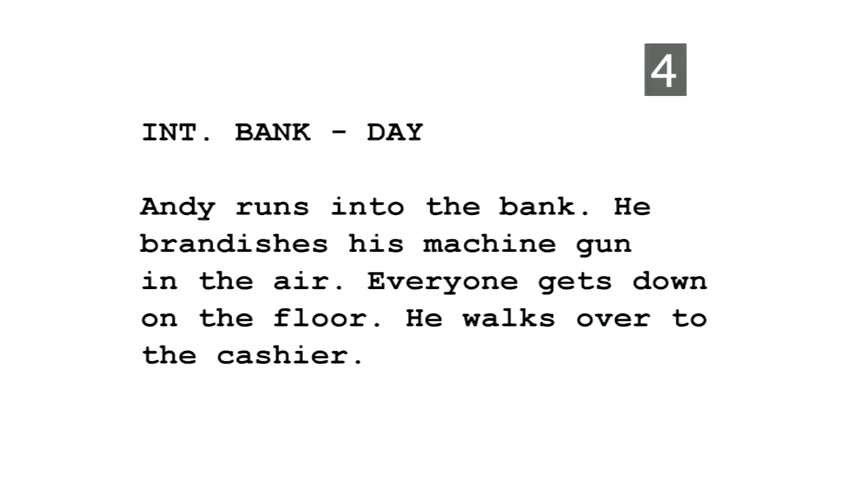 4
INT. BANK – DAY
Andy runs into the bank. He
brandishes his machine gun
in the air. Everyone gets down
on the floor. He walks over to
the cashier.